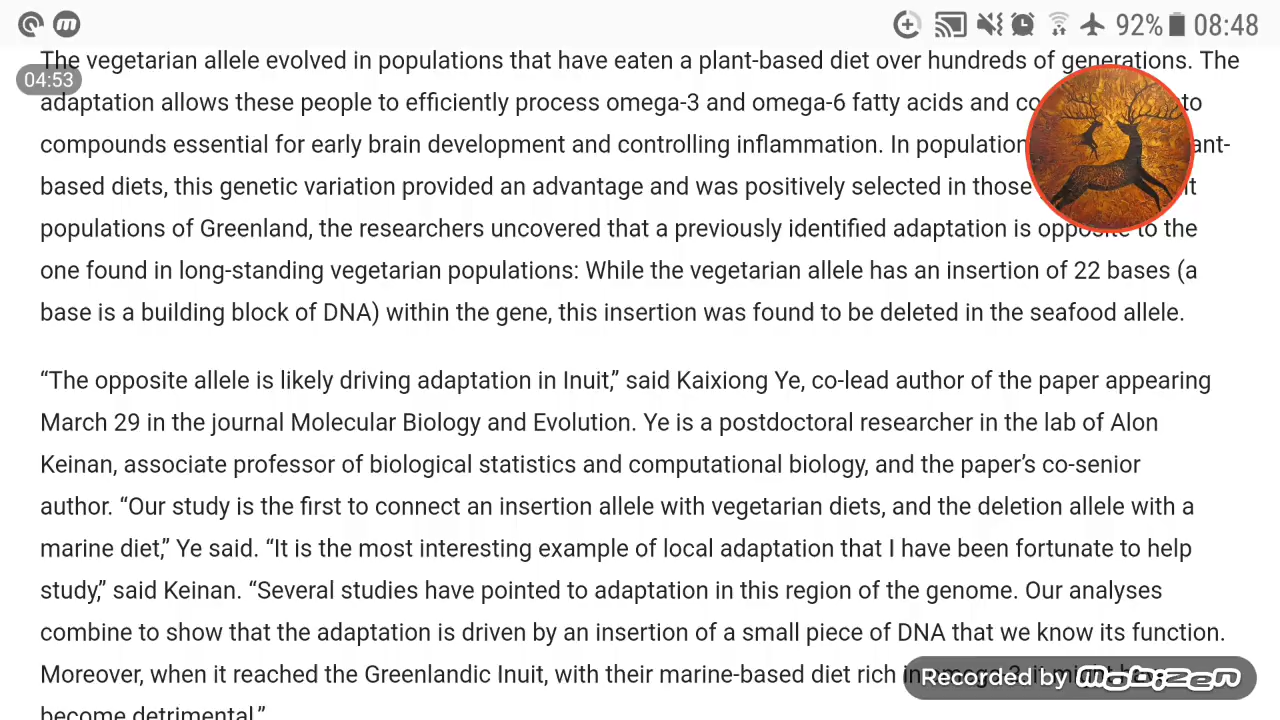 92% 08:48
The vegetarian allele evolved in populations that have eaten a plant-based diet over hundreds of generations. The
04:53
adaptation allows these people to efficiently process omega-3 and omega-6 fatty acids and to
compounds essential for early brain development and controlling inflammation. In
based diets, this genetic variation provided an advantage and was positively selected in those
populations of Greenland, the researchers uncovered that a previously identified adaptation is opposite to the
one found in long-standing vegetarian populations: While the vegetarian allele has an insertion of 22 bases (a
base is a building block of DNA) within the gene, this insertion was found to be deleted in the seafood allele.
“The opposite allele is likely driving adaptation in Inuit,” said Kaixiong Ye, co-lead author of the paper appearing
March 29 in the journal Molecular Biology and Evolution. Ye is a postdoctoral researcher in the lab of Alon
Keinan, associate professor of biological statistics and computational biology, and the paper’s co-senior
author. “Our study is the first to connect an insertion allele with vegetarian diets, and the deletion allele with a
marine diet,” Ye said. “It is the most interesting example of local adaptation that I have been fortunate to help
study,” said Keinan. “Several studies have pointed to adaptation in this region of the genome. Our analyses
combine to show that the adaptation is driven by an insertion of a small piece of DNA that we know its function.
Moreover, when it reached the Greenlandic Inuit, with their marine-based diet rich
Recorded by mobizen
become detrimental.”